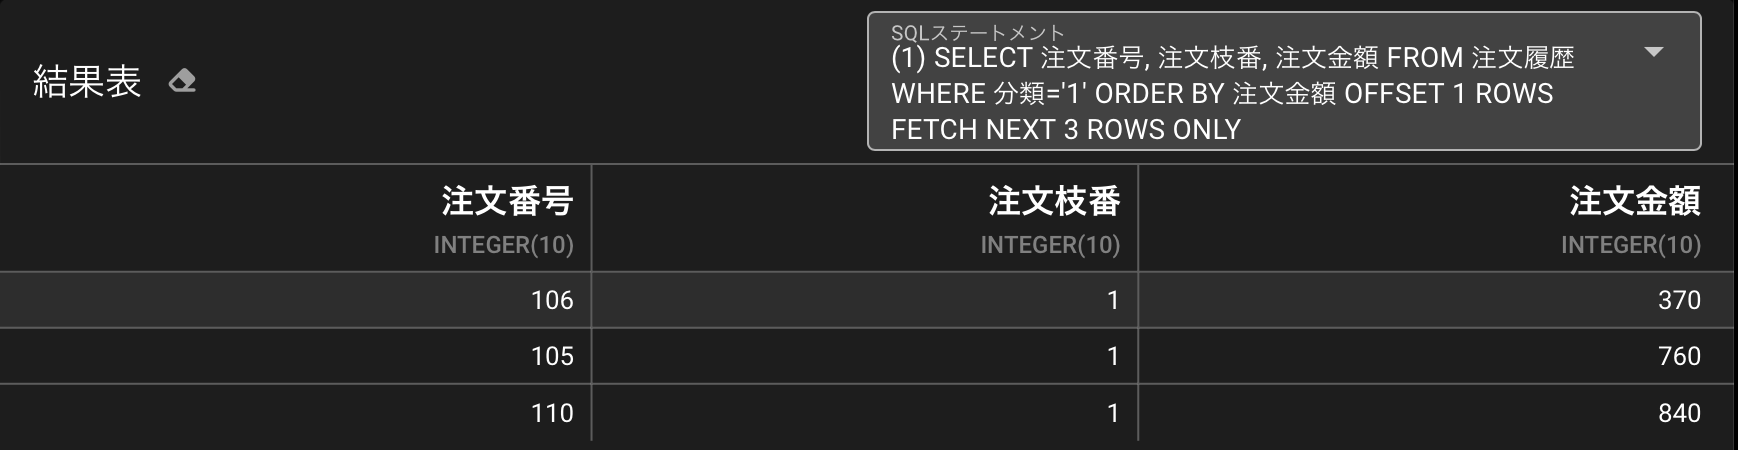 結果表
SQLステートメント
(1) SELECT 注文番号, 注文枝番, 注文金額 FROM 注文履歴
WHERE 分類='1' ORDER BY 注文金額 OFFSET 1 ROWS
FETCH NEXT 3 ROWS ONLY
注文番号 注文枝番 注文金額
INTEGER(10) INTEGER(10) INTEGER(10)
106 1 370
105 1 760
110 1 840